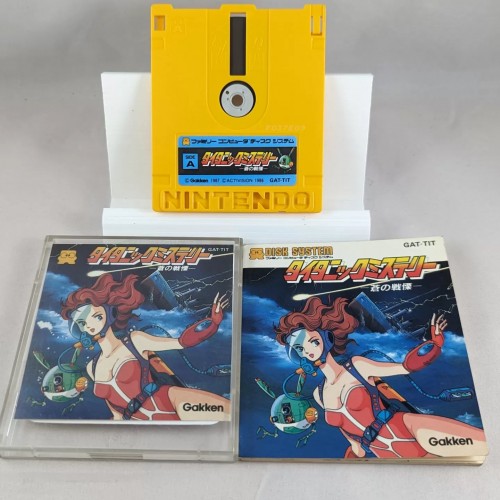 SIDE A
ファミリー コンピュータ ディスク システム
タイタニックミステリー
蒼の戦慄
© Gakken 1987 © ACTIVISION 1986 GAT-TIT
NINTENDO
GAT-TIT
タイタニックミステリー
蒼の戦慄
Gakken
DISK SYSTEM
ファミリー コンピュータ ディスク システム
GAT-TIT
タイタニックミステリー
蒼の戦慄
Gakken